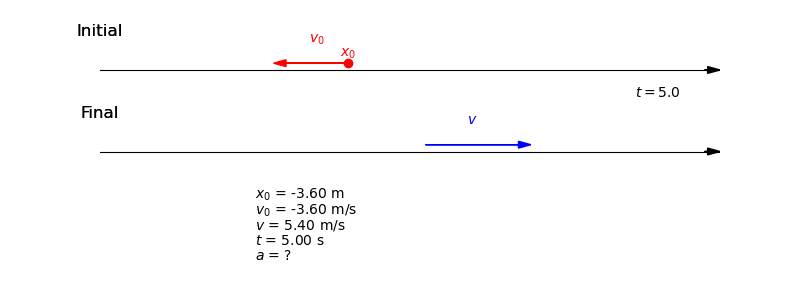 Initial
v₀
x₀
t = 5.0
Final
v
x₀ = -3.60 m
v₀ = -3.60 m/s
v = 5.40 m/s
t = 5.00 s
a = ?